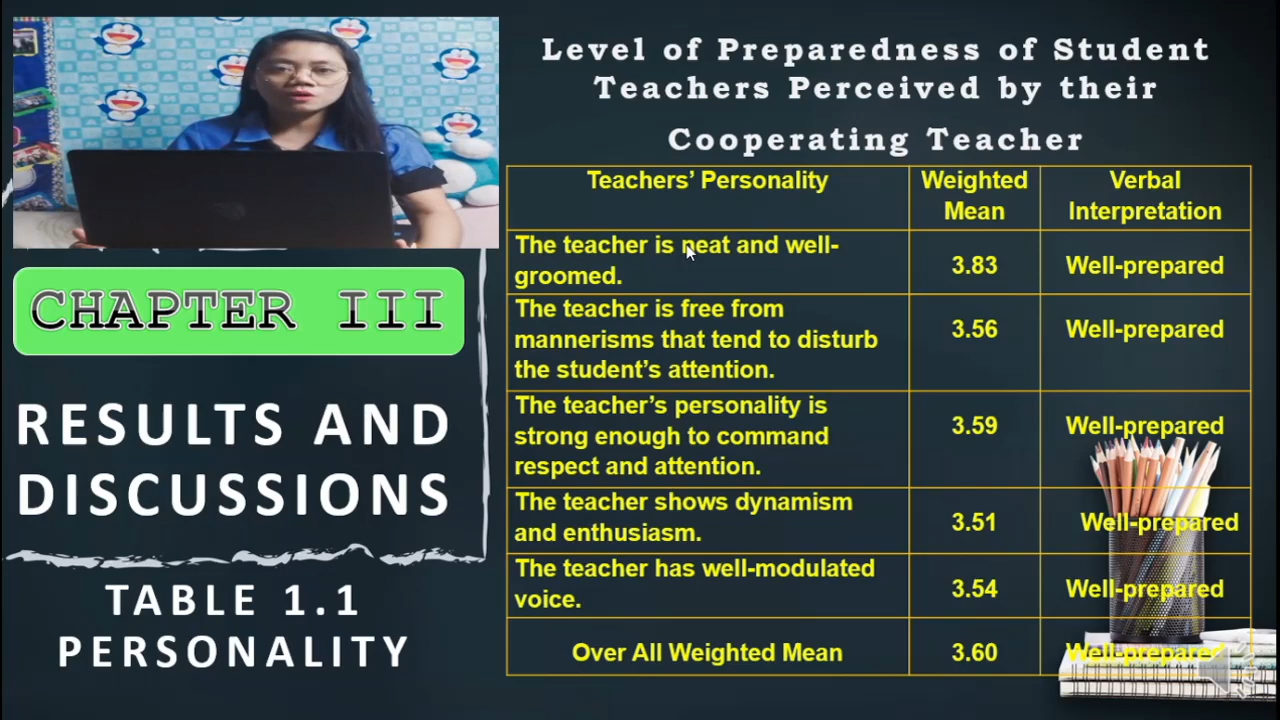 Level of Preparedness of Student
Teachers Perceived by their
Cooperating Teacher
CHAPTER III
RESULTS AND
DISCUSSIONS
TABLE 1.1
PERSONALITY
Teachers’ Personality
Weighted
Mean
Verbal
Interpretation
The teacher is neat and well-
groomed.
3.83
Well-prepared
The teacher is free from
mannerisms that tend to disturb
the student’s attention.
3.56
Well-prepared
The teacher’s personality is
strong enough to command
respect and attention.
3.59
Well-prepared
The teacher shows dynamism
and enthusiasm.
3.51
Well-prepared
The teacher has well-modulated
voice.
3.54
Well-prepared
Over All Weighted Mean
3.60
Well-prepared